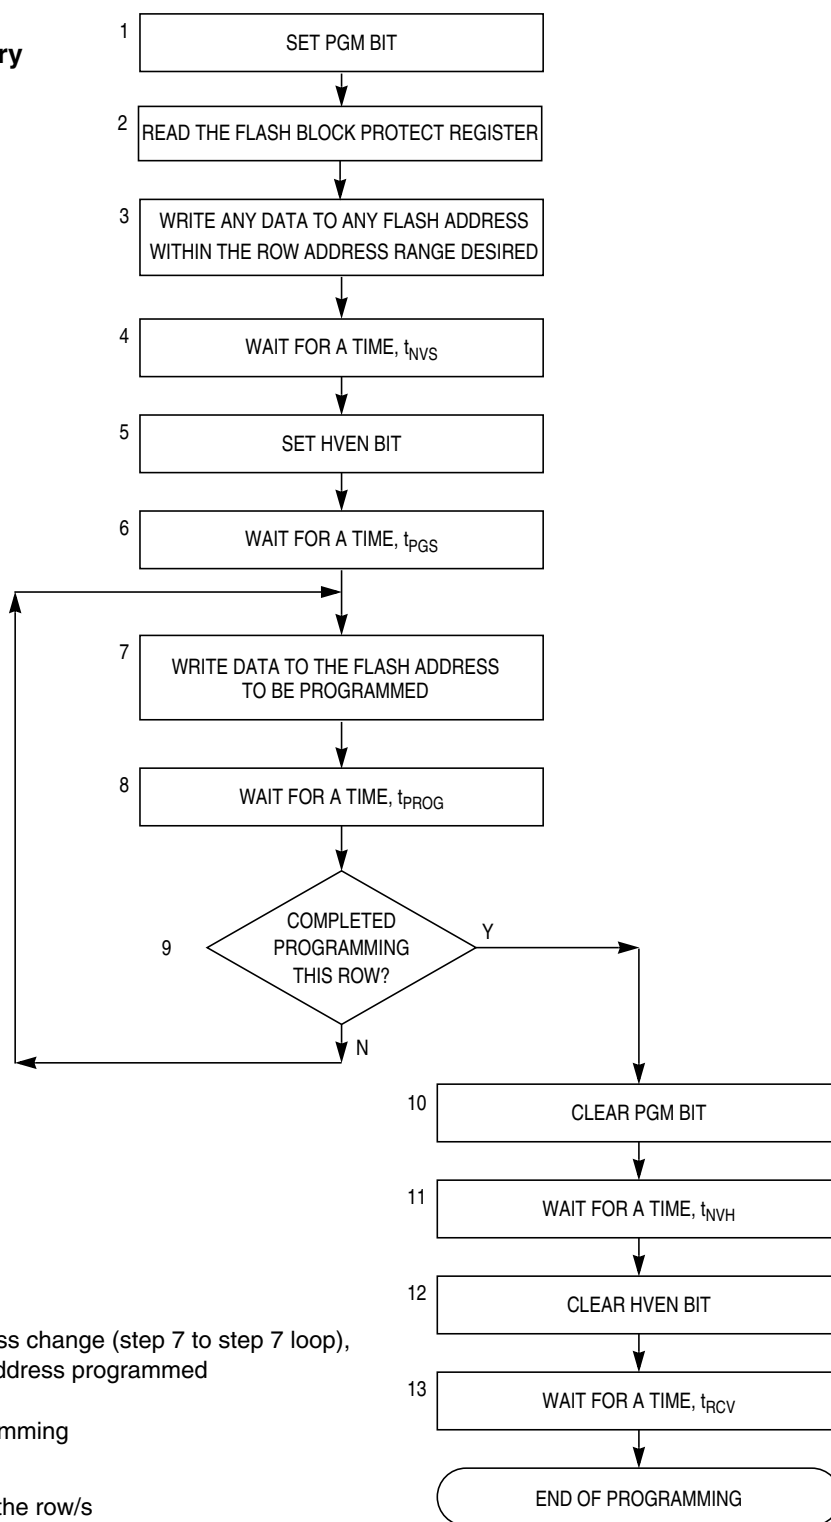 ry
1
SET PGM BIT
2
READ THE FLASH BLOCK PROTECT REGISTER
3
WRITE ANY DATA TO ANY FLASH ADDRESS
WITHIN THE ROW ADDRESS RANGE DESIRED
4
WAIT FOR A TIME, tNVS
5
SET HVEN BIT
6
WAIT FOR A TIME, tPGS
7
WRITE DATA TO THE FLASH ADDRESS
TO BE PROGRAMMED
8
WAIT FOR A TIME, tPROG
9
COMPLETED
PROGRAMMING
THIS ROW?
Y
N
10
CLEAR PGM BIT
11
WAIT FOR A TIME, tNVH
12
CLEAR HVEN BIT
13
WAIT FOR A TIME, tRCV
END OF PROGRAMMING
ss change (step 7 to step 7 loop),
ddress programmed
mming
the row/s